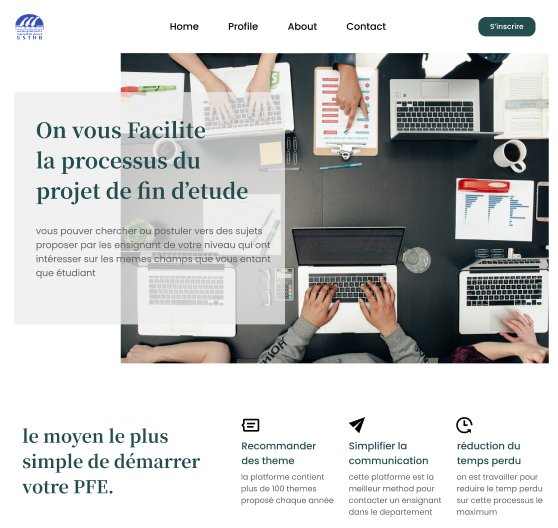 USTHB
Home
Profile
About
Contact
S'inscrire
On vous Facilite
la processus du
projet de fin d'etude
vous pouver chercher ou postuler vers des sujets
proposer par les ensignant de votre niveau qui ont
intéresser sur les memes champs que vous entant
que étudiant
le moyen le plus
simple de démarrer
votre PFE.
Recommander
des theme
la platforme contient
plus de 100 themes
proposé chaque année
Simplifier la
communication
cette platforme est la
meilleur method pour
contacter un ensignant
dans le departement
réduction du
temps perdu
on est travailler pour
reduire le temp perdu
sur cette processus le
maximum